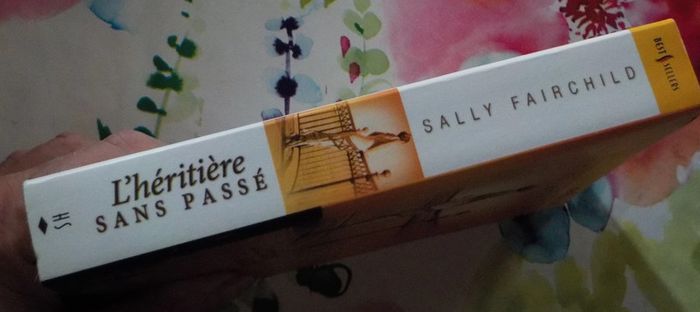 L'héritière
SANS PASSÉ
SALLY FAIRCHILD
BEST SELLERS
HS